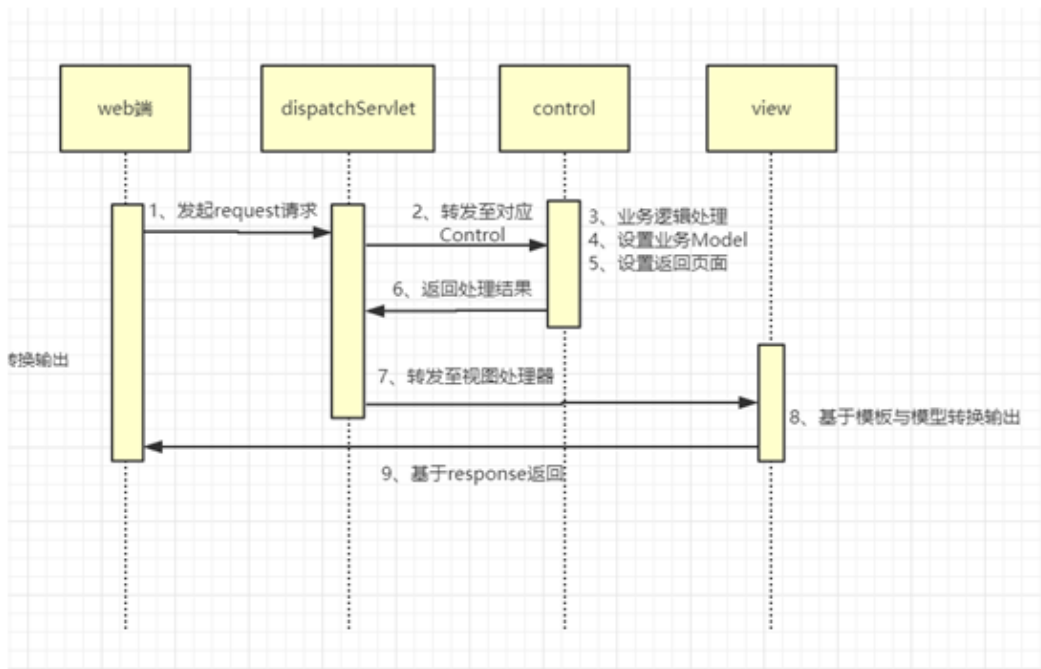 web端
dispatchServlet
control
view
1、发起request请求
2、转发至对应
Control
3、业务逻辑处理
4、设置业务Model
5、设置返回页面
6、返回处理结果
转换输出
7、转发至视图处理器
8、基于模板与模型转换输出
9、基于response返回